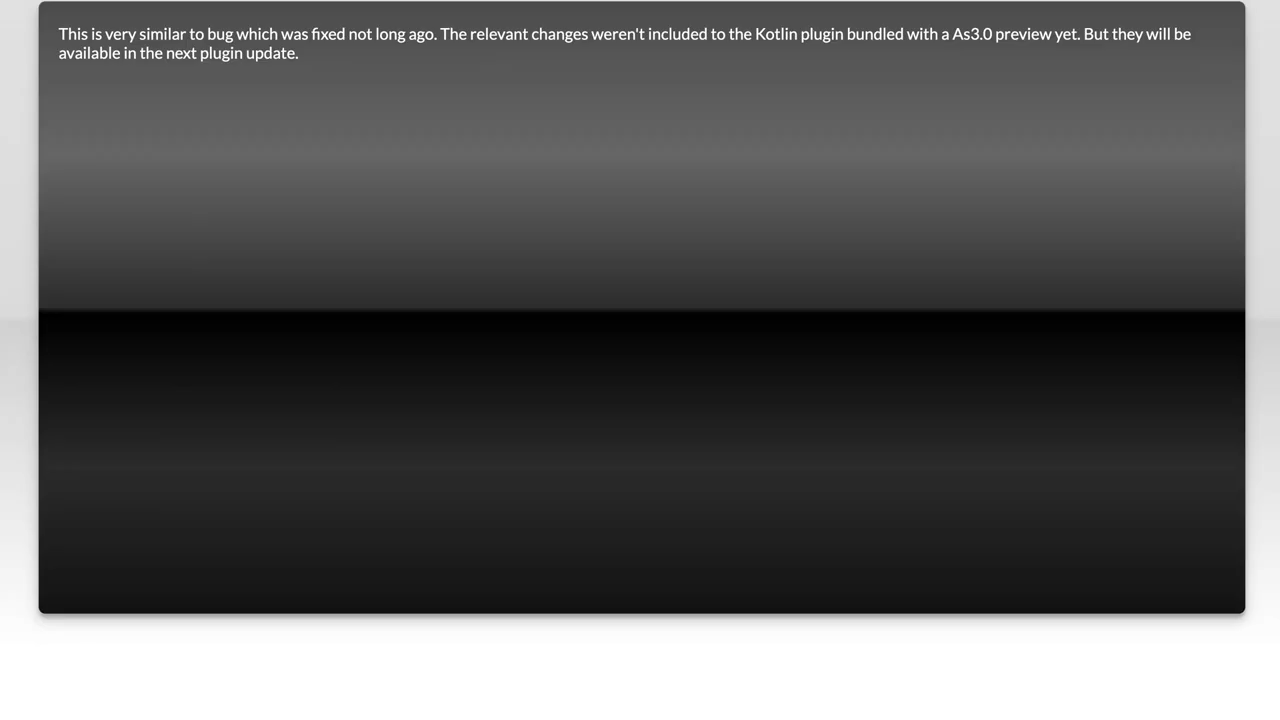 This is very similar to bug which was fixed not long ago. The relevant changes weren't included to the Kotlin plugin bundled with a As3.0 preview yet. But they will be
available in the next plugin update.